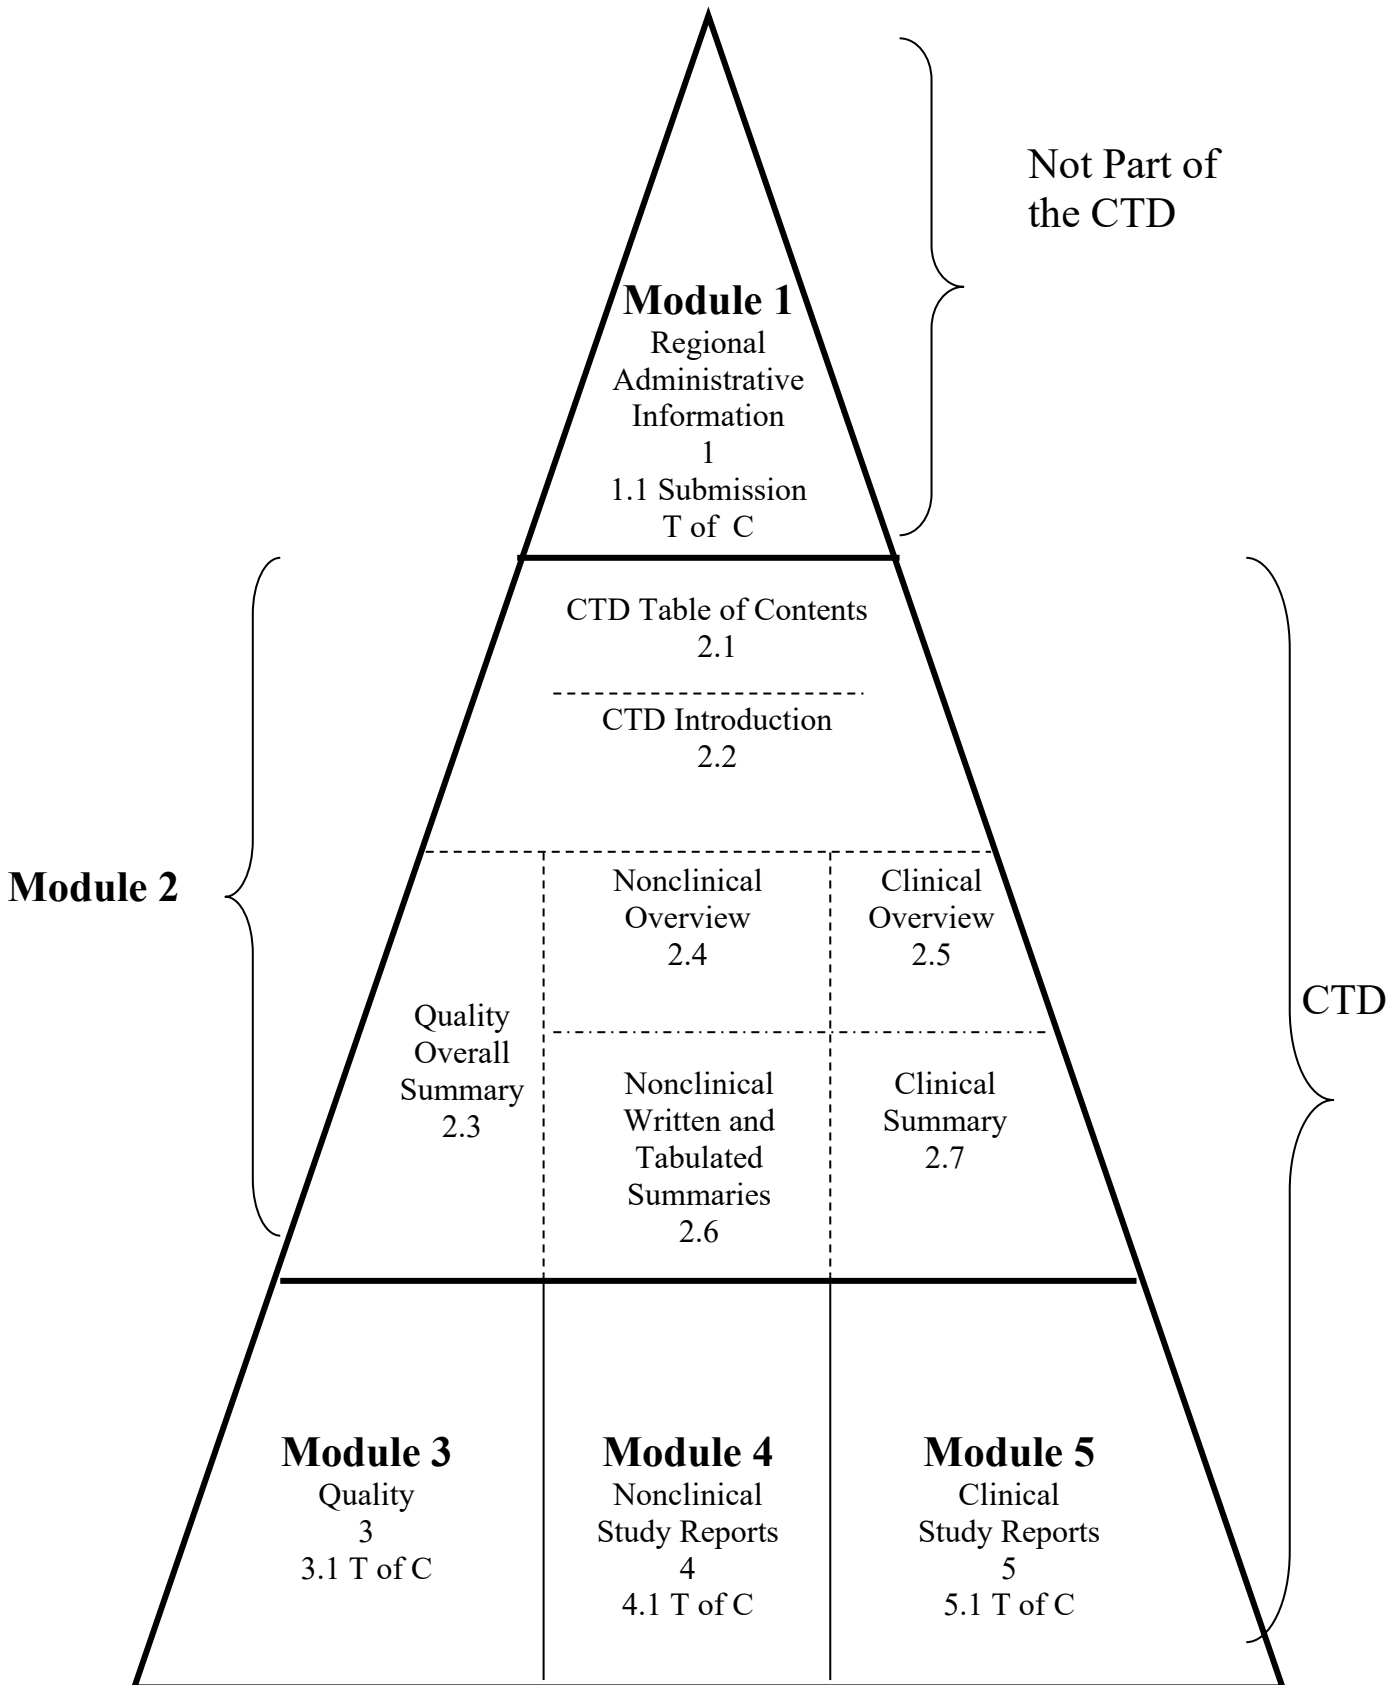 Not Part of
the CTD
Module 1
Regional
Administrative
Information
1
1.1 Submission
T of  C
CTD Table of Contents
2.1
CTD Introduction
2.2
Module 2
Nonclinical
Overview
2.4
Clinical
Overview
2.5
CTD
Quality
Overall
Summary
2.3
Nonclinical
Written and
Tabulated
Summaries
2.6
Clinical
Summary
2.7
Module 3
Quality
3
3.1 T of C
Module 4
Nonclinical
Study Reports
4
4.1 T of C
Module 5
Clinical
Study Reports
5
5.1 T of C